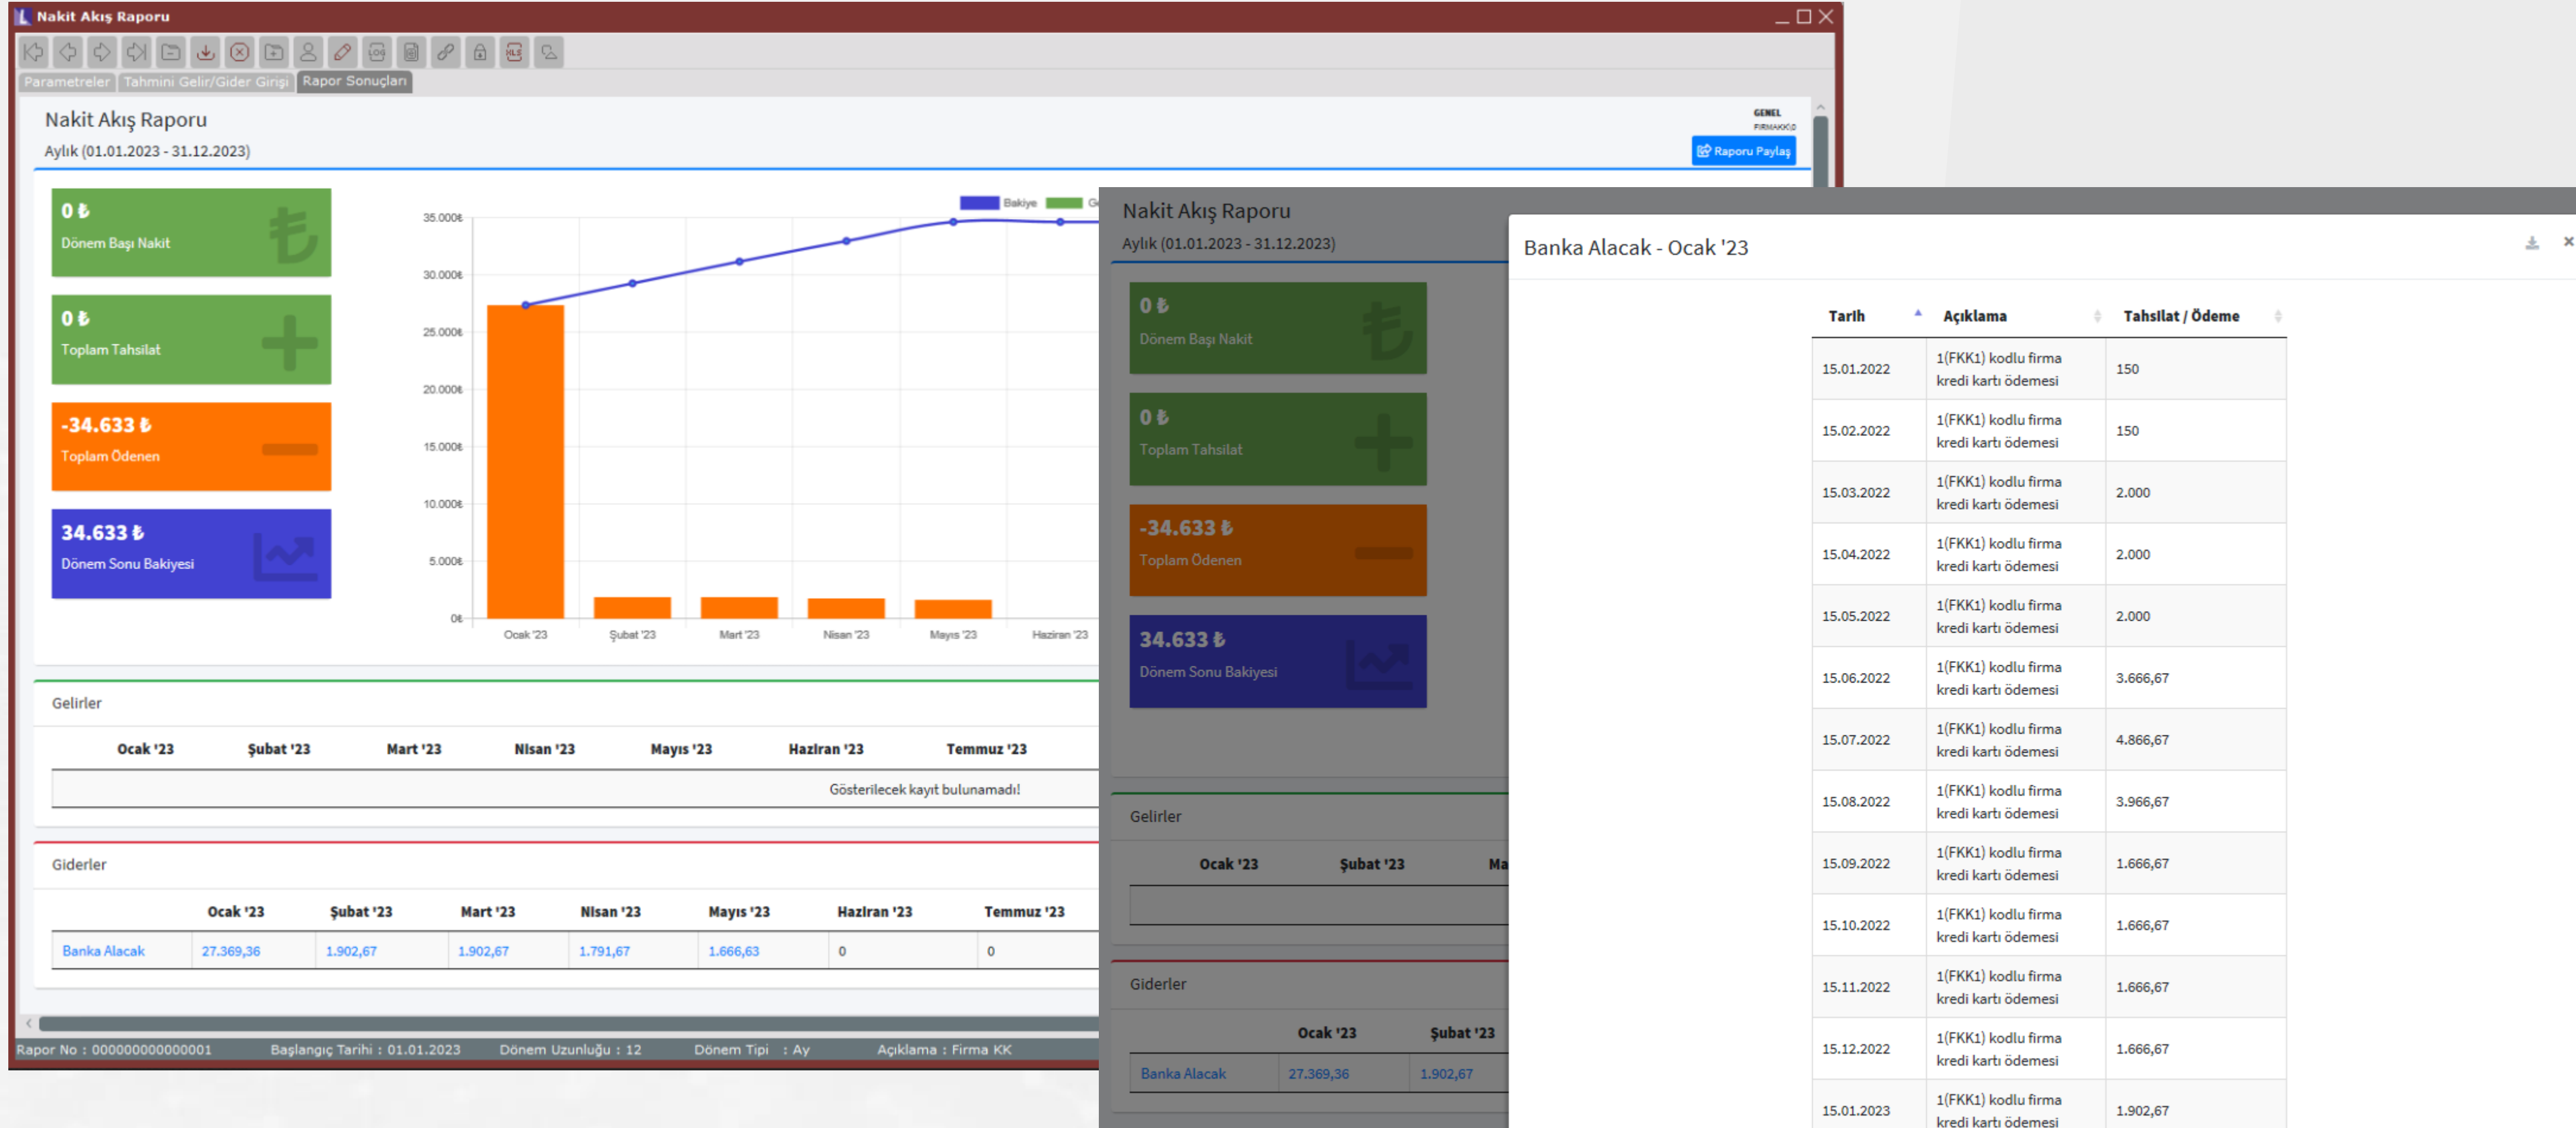 Nakit Akış Raporu
LOG
XLS
Parametreler Tahmini Gelir/Gider Girişi Rapor Sonuçları
Nakit Akış Raporu
Aylık (01.01.2023 - 31.12.2023)
GENEL
Raporu Paylaş
0 ₺
Dönem Başı Nakit
0 ₺
Toplam Tahsilat
-34.633 ₺
Toplam Ödenen
34.633 ₺
Dönem Sonu Bakiyesi
Bakiye
35.000₺
30.000₺
25.000₺
20.000₺
15.000₺
10.000₺
5.000₺
0₺
Ocak '23 Şubat '23 Mart '23 Nisan '23 Mayıs '23 Haziran '23
Gelirler
Ocak '23 Şubat '23 Mart '23 Nisan '23 Mayıs '23 Haziran '23 Temmuz '23
Gösterilecek kayıt bulunamadı!
Giderler
Ocak '23 Şubat '23 Mart '23 Nisan '23 Mayıs '23 Haziran '23 Temmuz '23
Banka Alacak 27.369,36 1.902,67 1.902,67 1.791,67 1.666,63 0 0
Rapor No : 000000000000001 Başlangıç Tarihi : 01.01.2023 Dönem Uzunluğu : 12 Dönem Tipi : Ay Açıklama : Firma KK
Nakit Akış Raporu
Aylık (01.01.2023 - 31.12.2023)
0 ₺
Dönem Başı Nakit
0 ₺
Toplam Tahsilat
-34.633 ₺
Toplam Ödenen
34.633 ₺
Dönem Sonu Bakiyesi
Gelirler
Ocak '23 Şubat '23 Ma
Giderler
Ocak '23 Şubat '23
Banka Alacak 27.369,36 1.902,67
Banka Alacak - Ocak '23
Tarih Açıklama Tahsilat / Ödeme
15.01.2022 1(FKK1) kodlu firma 150
kredi kartı ödemesi
15.02.2022 1(FKK1) kodlu firma 150
kredi kartı ödemesi
15.03.2022 1(FKK1) kodlu firma 2.000
kredi kartı ödemesi
15.04.2022 1(FKK1) kodlu firma 2.000
kredi kartı ödemesi
15.05.2022 1(FKK1) kodlu firma 2.000
kredi kartı ödemesi
15.06.2022 1(FKK1) kodlu firma 3.666,67
kredi kartı ödemesi
15.07.2022 1(FKK1) kodlu firma 4.866,67
kredi kartı ödemesi
15.08.2022 1(FKK1) kodlu firma 3.966,67
kredi kartı ödemesi
15.09.2022 1(FKK1) kodlu firma 1.666,67
kredi kartı ödemesi
15.10.2022 1(FKK1) kodlu firma 1.666,67
kredi kartı ödemesi
15.11.2022 1(FKK1) kodlu firma 1.666,67
kredi kartı ödemesi
15.12.2022 1(FKK1) kodlu firma 1.666,67
kredi kartı ödemesi
15.01.2023 1(FKK1) kodlu firma 1.902,67
kredi kartı ödemesi